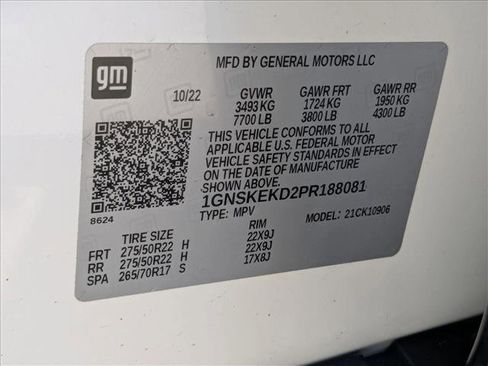 gm
MFD BY GENERAL MOTORS LLC
10/22 GVWR GAWR FRT GAWR RR
3493 KG 1724 KG 1950 KG
7700 LB 3800 LB 4300 LB
THIS VEHICLE CONFORMS TO ALL
APPLICABLE U.S. FEDERAL MOTOR
VEHICLE SAFETY STANDARDS IN EFFECT
ON THE DATE OF MANUFACTURE
SHOWN ABOVE.
8624
1GNSKEKD2PR188081
TYPE: MPV MODEL: 21CK10906
TIRE SIZE RIM
FRT 275/50R22 H 22X9J
RR 275/50R22 H 22X9J
SPA 265/70R17 S 17X8J